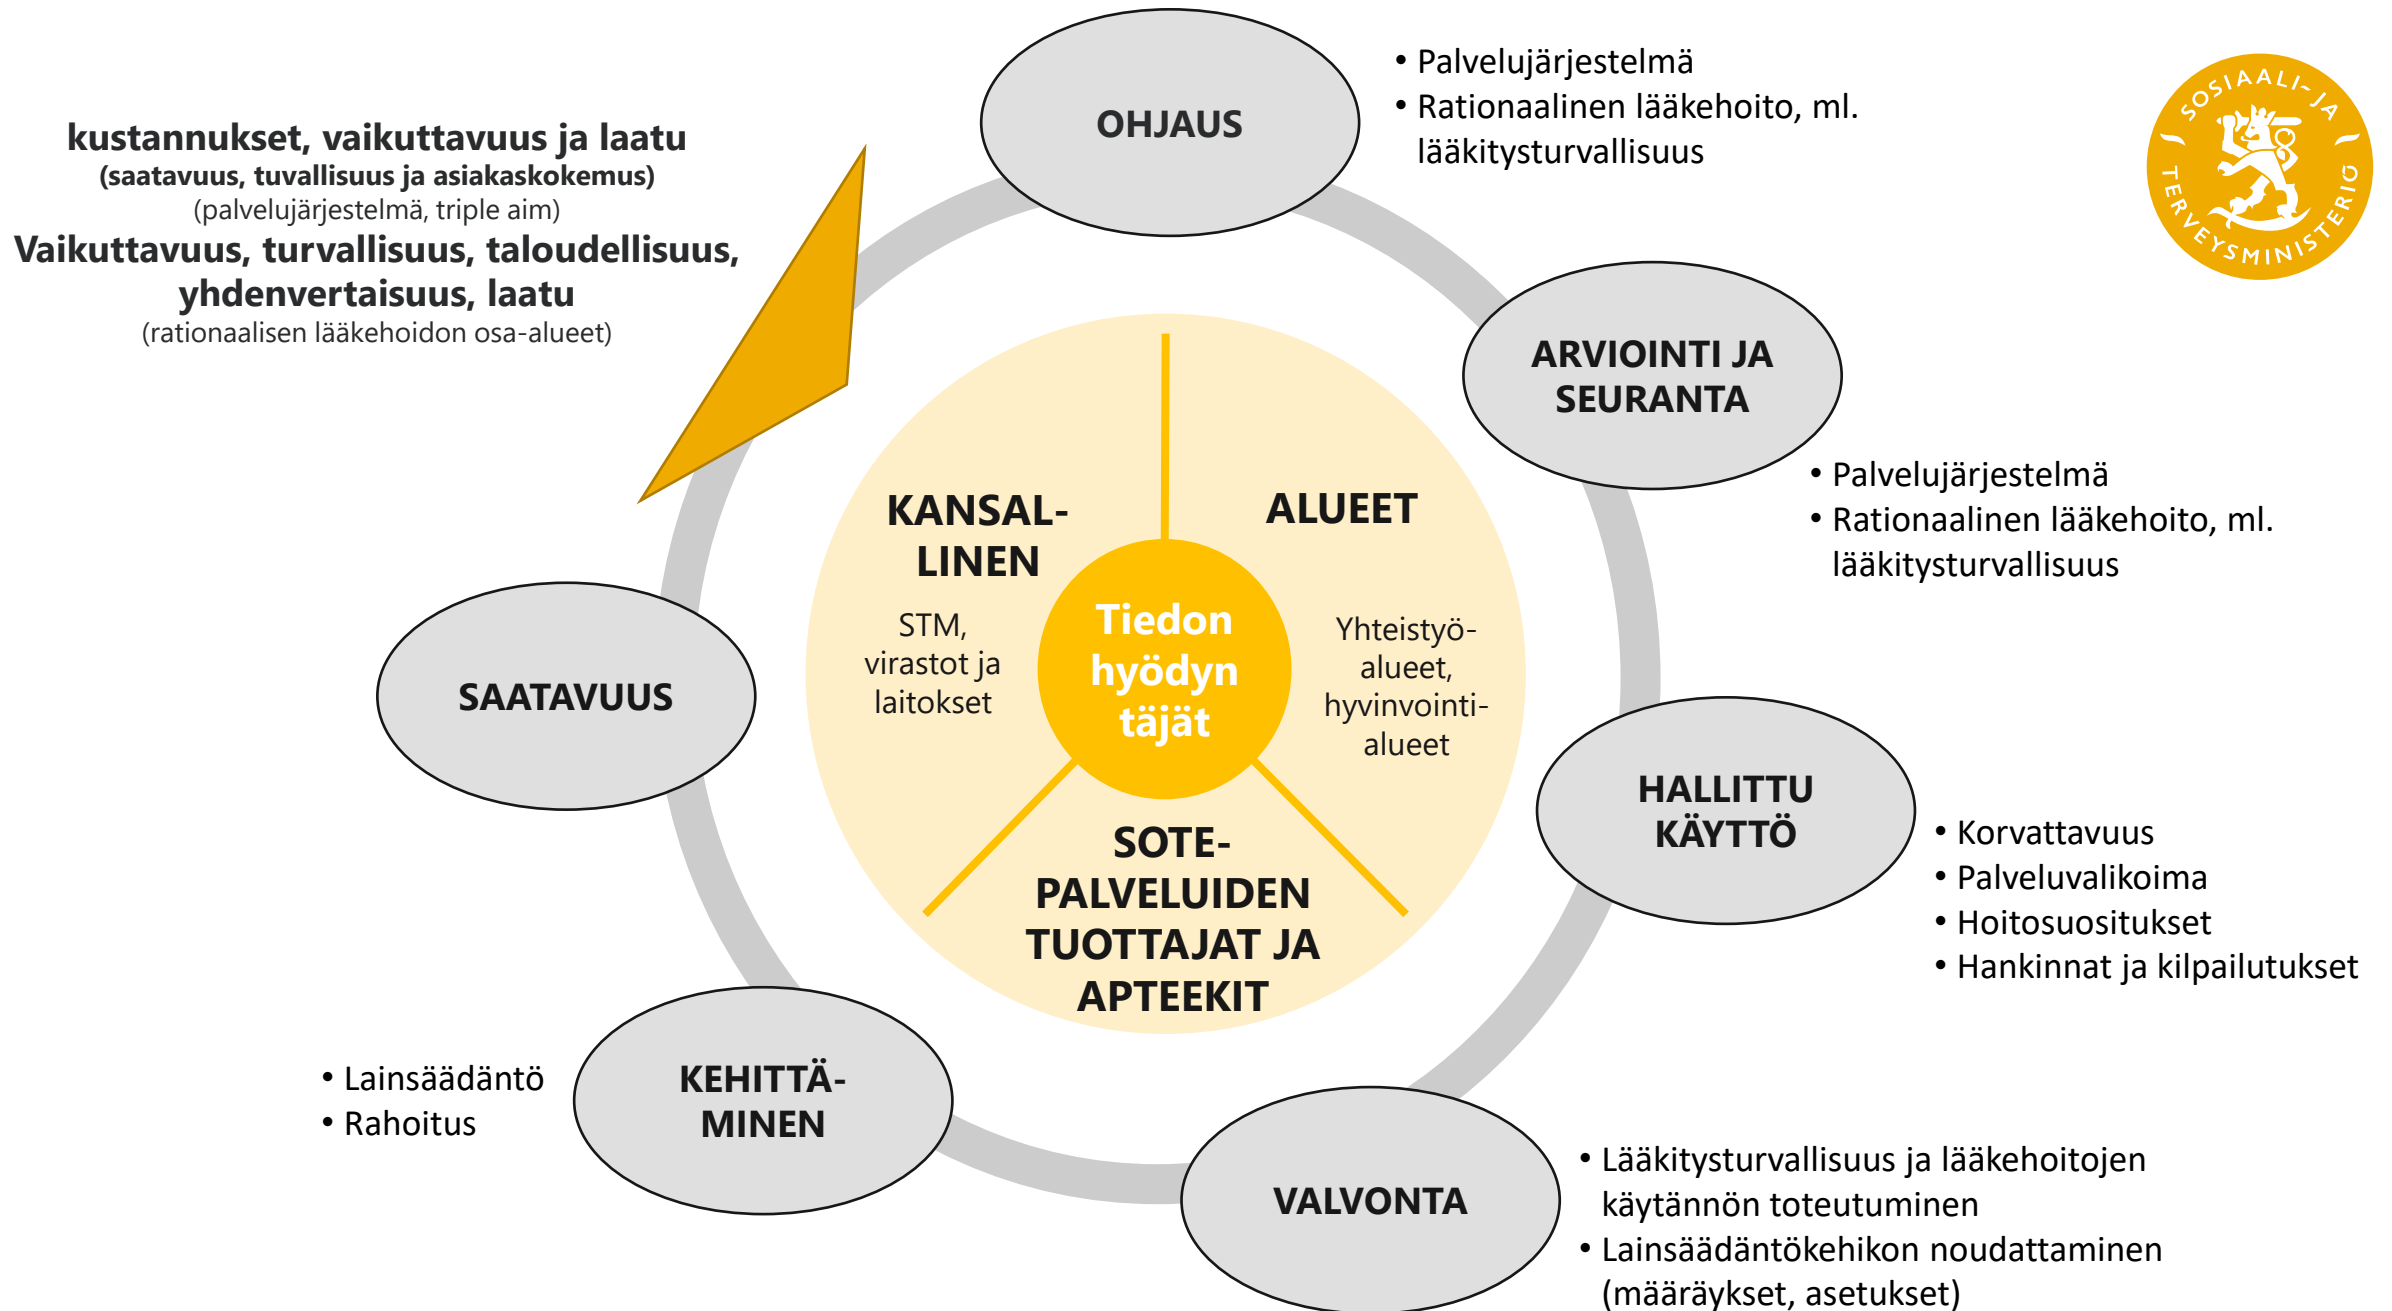 kustannukset, vaikuttavuus ja laatu
(saatavuus, tuvallisuus ja asiakaskokemus)
(palvelujärjestelmä, triple aim)
Vaikuttavuus, turvallisuus, taloudellisuus,
yhdenvertaisuus, laatu
(rationaalisen lääkehoidon osa-alueet)
OHJAUS
• Palvelujärjestelmä
• Rationaalinen lääkehoito, ml.
lääkitysturvallisuus
SOSIAALI- JA
TERVEYSMINISTERIÖ
ARVIOINTI JA
SEURANTA
• Palvelujärjestelmä
• Rationaalinen lääkehoito, ml.
lääkitysturvallisuus
HALLITTU
KÄYTTÖ
• Korvattavuus
• Palveluvalikoima
• Hoitosuositukset
• Hankinnat ja kilpailutukset
VALVONTA
• Lääkitysturvallisuus ja lääkehoitojen
käytännön toteutuminen
• Lainsäädäntökehikon noudattaminen
(määräykset, asetukset)
KEHITTÄ-
MINEN
• Lainsäädäntö
• Rahoitus
SAATAVUUS
KANSAL-
LINEN
STM,
virastot ja
laitokset
ALUEET
Yhteistyö-
alueet,
hyvinvointi-
alueet
Tiedon
hyödyn
täjät
SOTE-
PALVELUIDEN
TUOTTAJAT JA
APTEEKIT